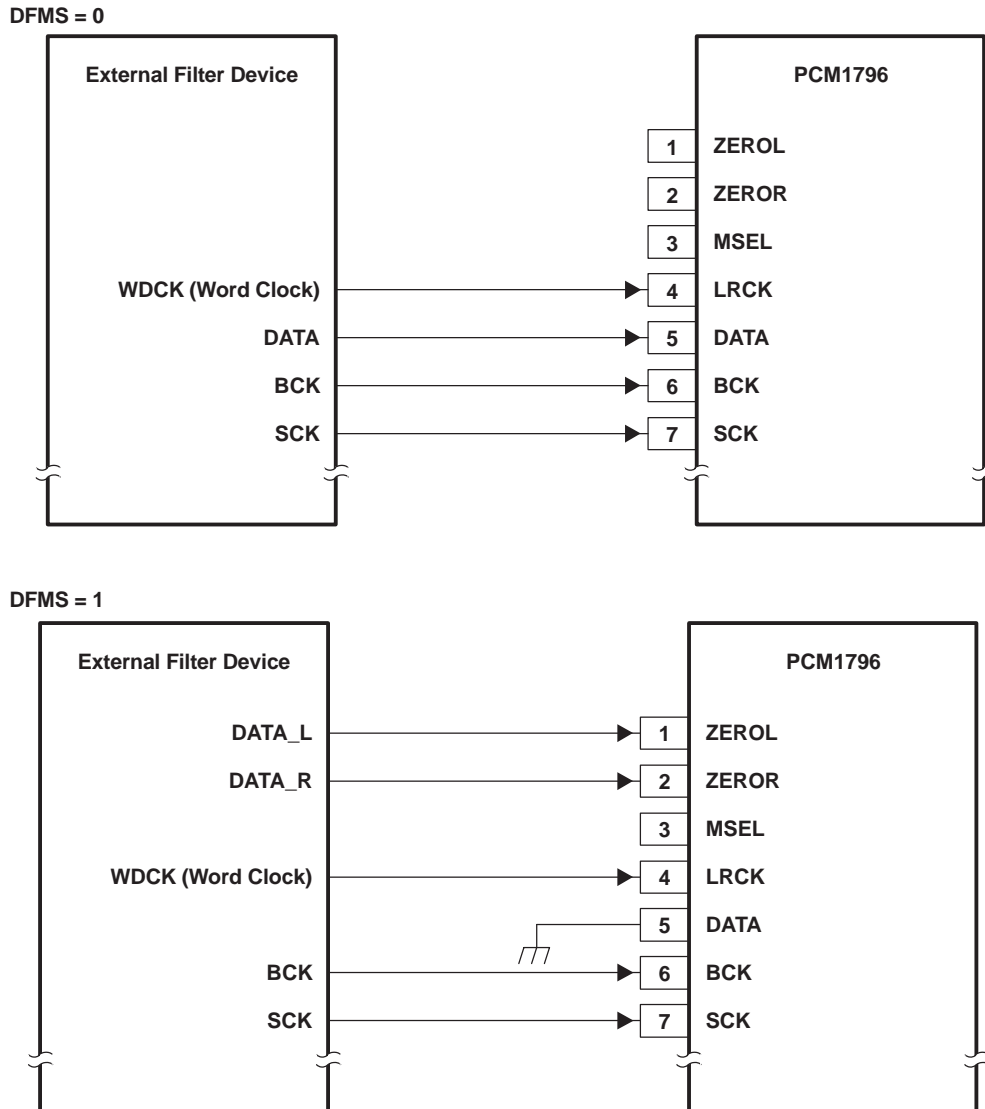 DFMS = 0
External Filter Device
PCM1796
1 ZEROL
2 ZEROR
3 MSEL
WDCK (Word Clock) 4 LRCK
DATA 5 DATA
BCK 6 BCK
SCK 7 SCK
DFMS = 1
External Filter Device
PCM1796
DATA_L 1 ZEROL
DATA_R 2 ZEROR
3 MSEL
WDCK (Word Clock) 4 LRCK
5 DATA
BCK 6 BCK
SCK 7 SCK